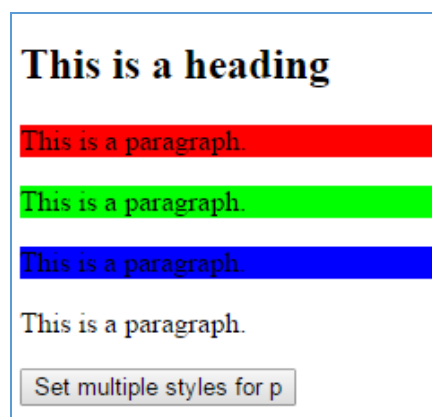 This is a heading
This is a paragraph.
This is a paragraph.
This is a paragraph.
This is a paragraph.
Set multiple styles for p